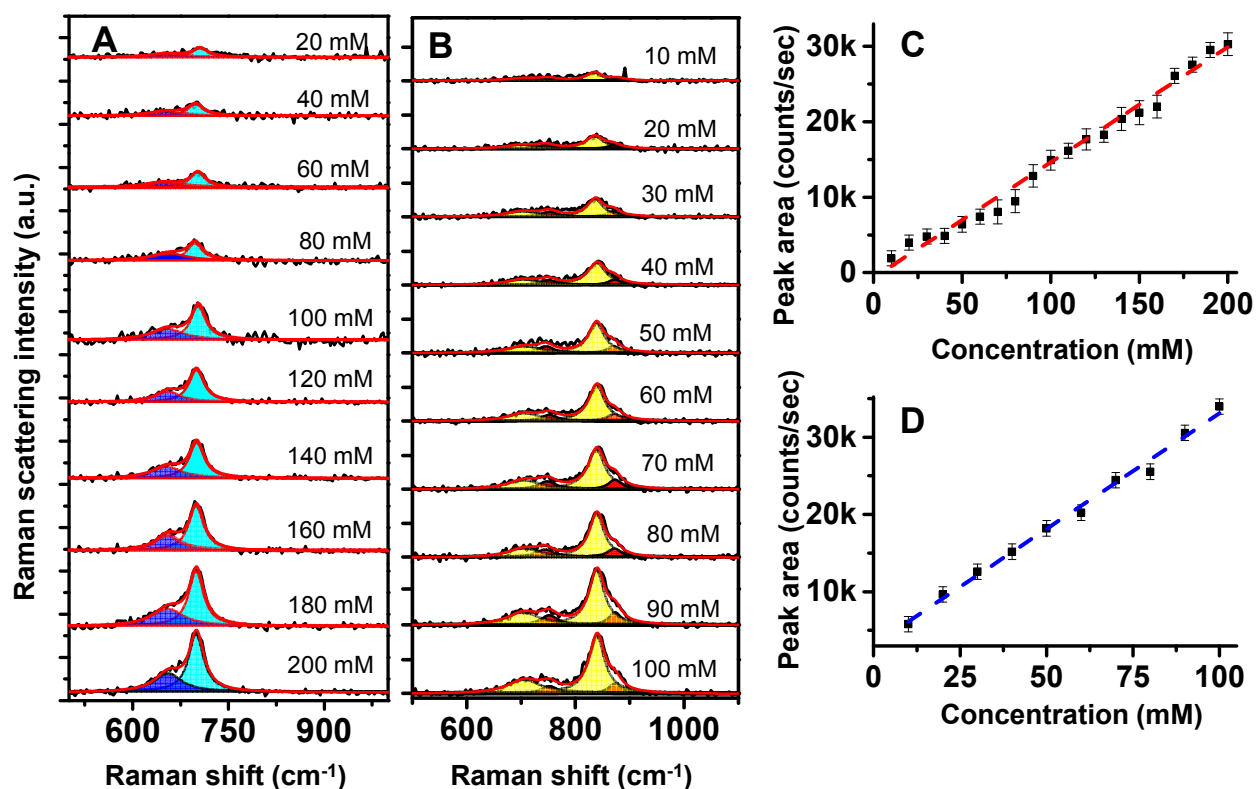 A
20 mM
40 mM
60 mM
80 mM
100 mM
120 mM
140 mM
160 mM
180 mM
200 mM
600 750 900
Raman shift (cm-1)
Raman scattering intensity (a.u.)
B
10 mM
20 mM
30 mM
40 mM
50 mM
60 mM
70 mM
80 mM
90 mM
100 mM
600 800 1000
Raman shift (cm-1)
C
30k
20k
10k
0
0 50 100 150 200
Concentration (mM)
Peak area (counts/sec)
D
30k
20k
10k
25 50 75 100
Concentration (mM)
Peak area (counts/sec)